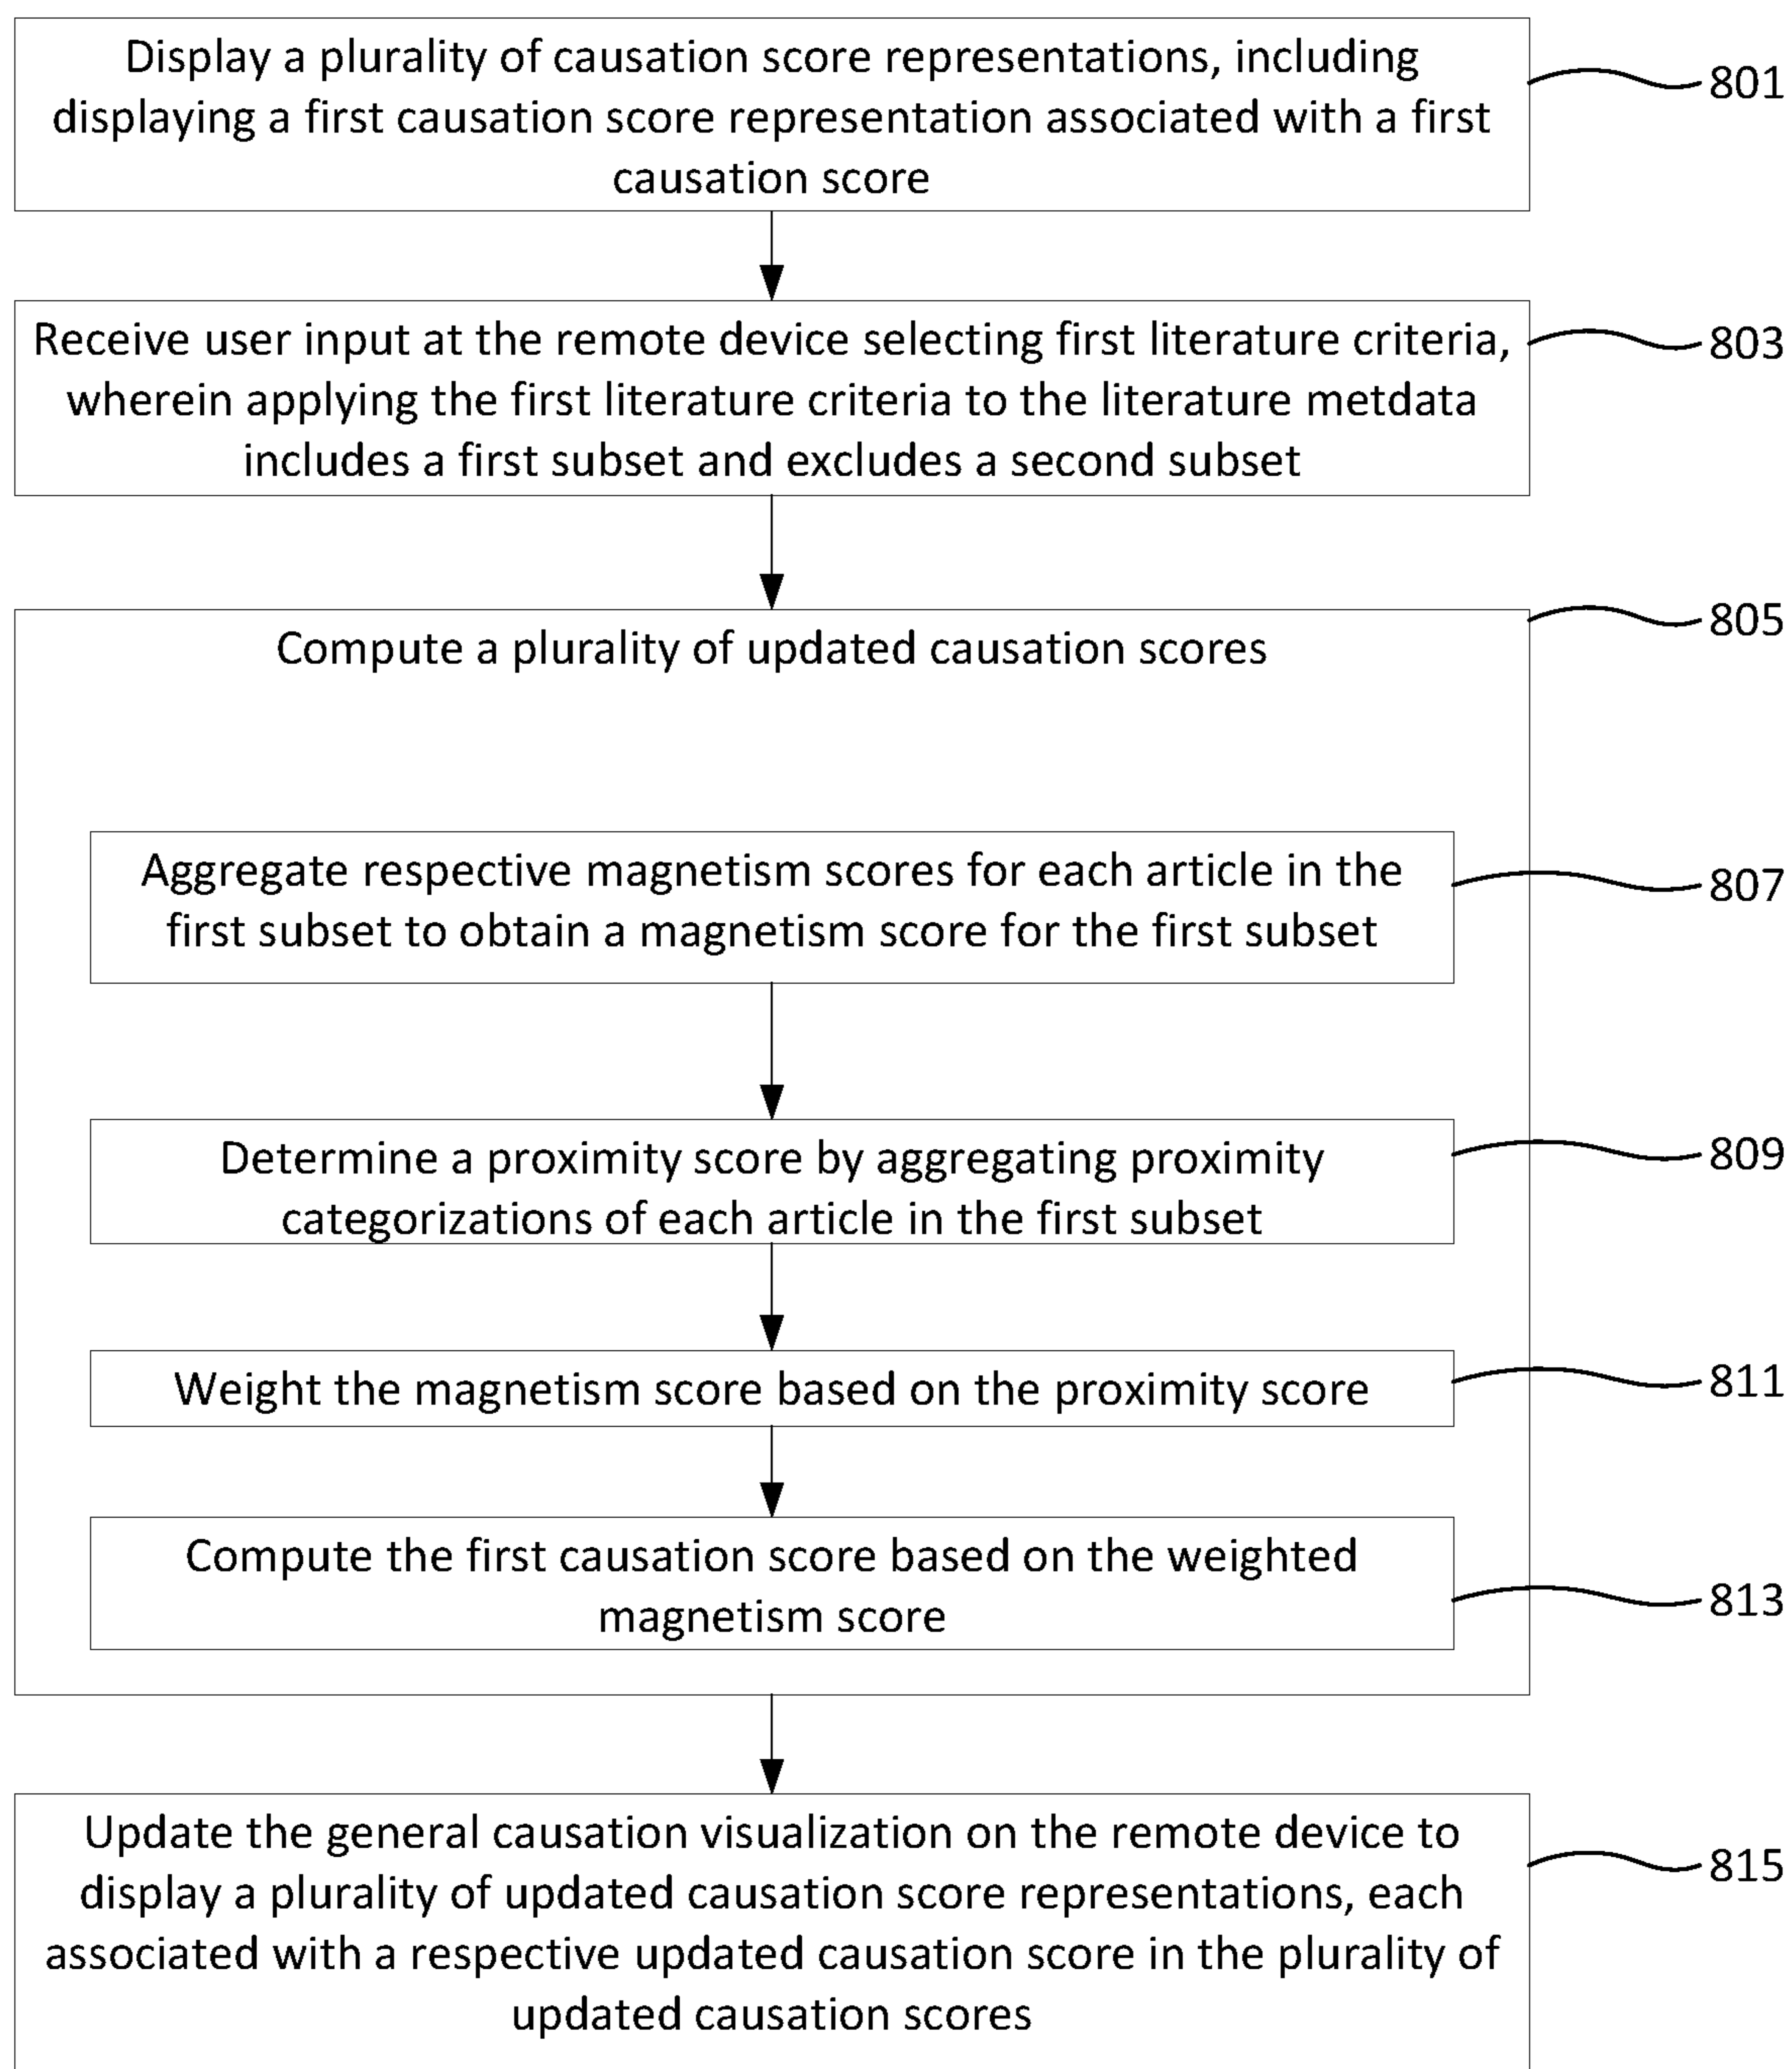 Display a plurality of causation score representations, including
displaying a first causation score representation associated with a first
causation score
801
Receive user input at the remote device selecting first literature criteria,
wherein applying the first literature criteria to the literature metdata
includes a first subset and excludes a second subset
803
Compute a plurality of updated causation scores
805
Aggregate respective magnetism scores for each article in the
first subset to obtain a magnetism score for the first subset
807
Determine a proximity score by aggregating proximity
categorizations of each article in the first subset
809
Weight the magnetism score based on the proximity score
811
Compute the first causation score based on the weighted
magnetism score
813
Update the general causation visualization on the remote device to
display a plurality of updated causation score representations, each
associated with a respective updated causation score in the plurality of
updated causation scores
815